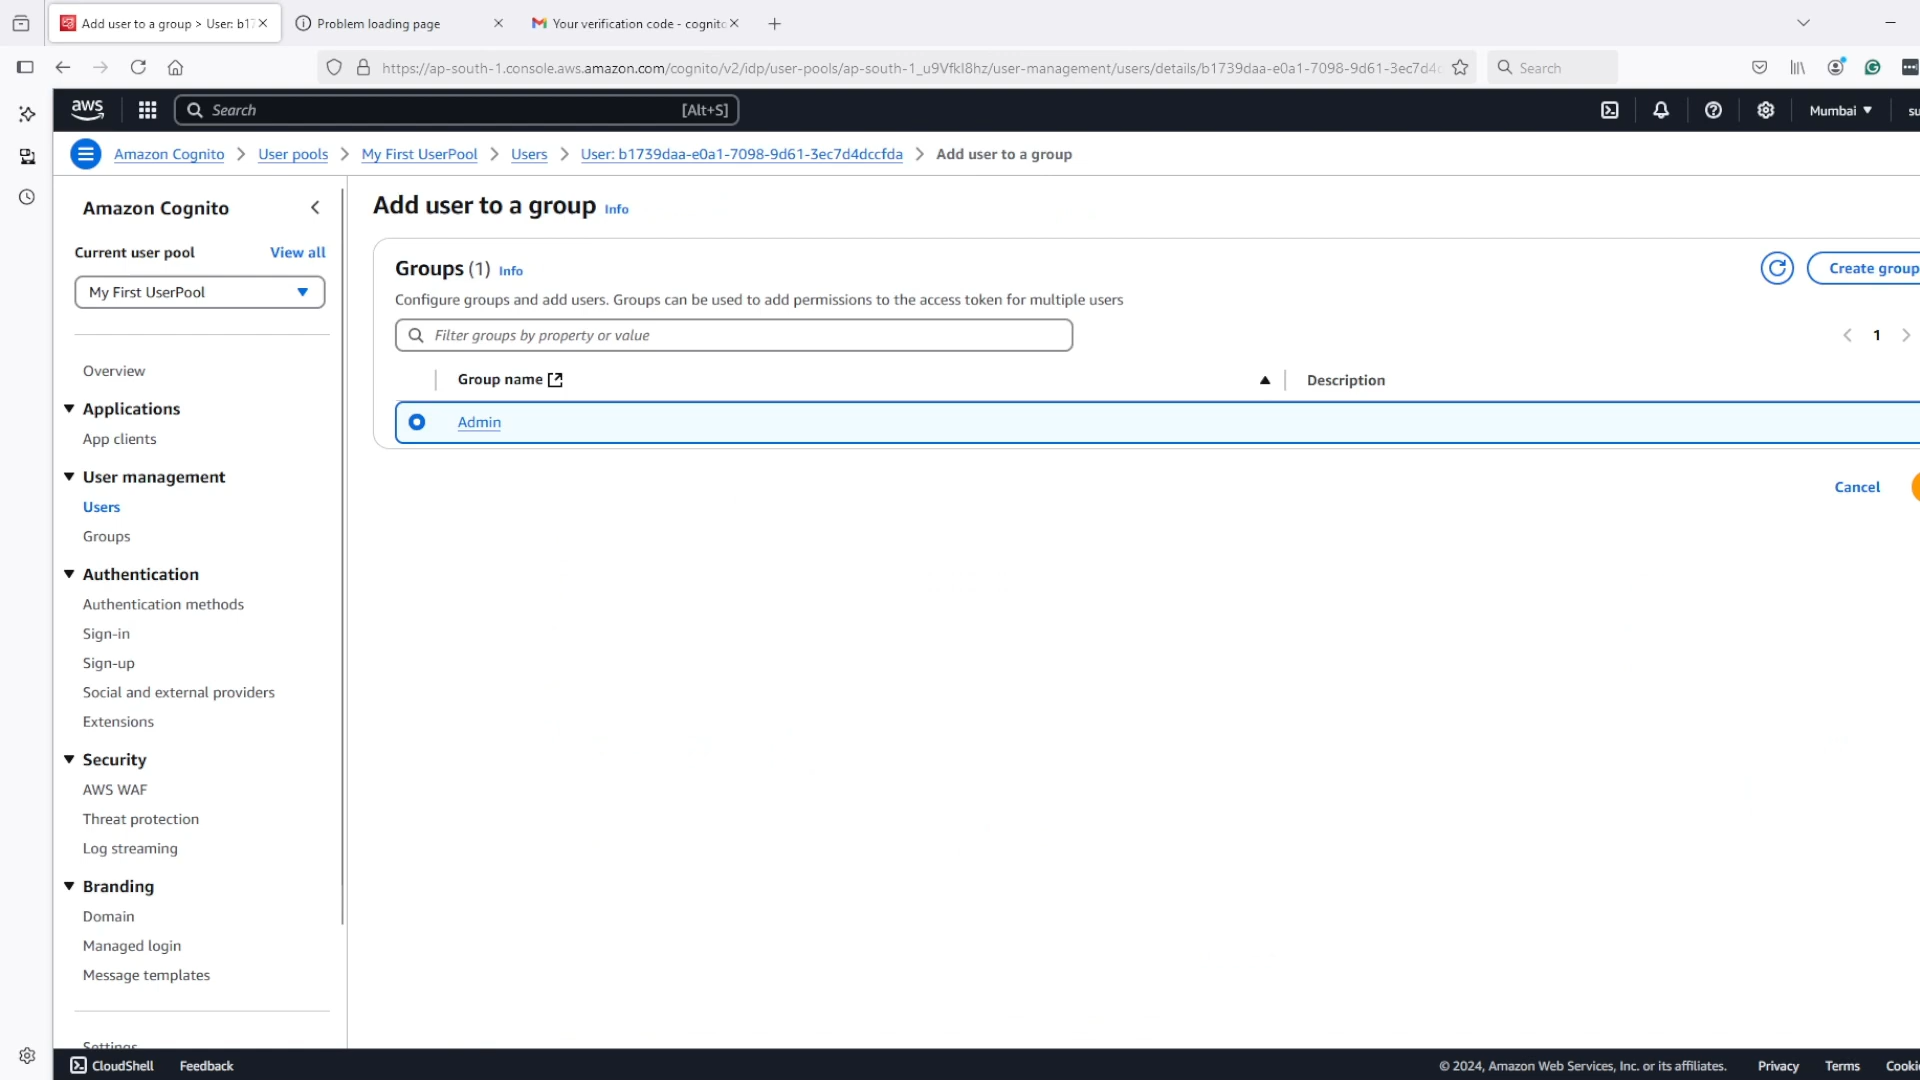 Add user to a group > User: b17
Problem loading page
Your verification code - cognito
https://ap-south-1.console.aws.amazon.com/cognito/v2/idp/user-pools/ap-south-1_u9Vfkl8hz/user-management/users/details/b1739daa-e0a1-7098-9d61-3ec7d4dc
Search
aws
Search
[Alt+S]
Mumbai
su
Amazon Cognito
User pools
My First UserPool
Users
User: b1739daa-e0a1-7098-9d61-3ec7d4dccfda
Add user to a group
Amazon Cognito
Current user pool
View all
My First UserPool
Overview
Applications
App clients
User management
Users
Groups
Authentication
Authentication methods
Sign-in
Sign-up
Social and external providers
Extensions
Security
AWS WAF
Threat protection
Log streaming
Branding
Domain
Managed login
Message templates
Settings
Add user to a group Info
Groups (1) Info
Create group
Configure groups and add users. Groups can be used to add permissions to the access token for multiple users
Filter groups by property or value
1
Group name
Description
Admin
Cancel
CloudShell
Feedback
© 2024, Amazon Web Services, Inc. or its affiliates.
Privacy
Terms
Cookie